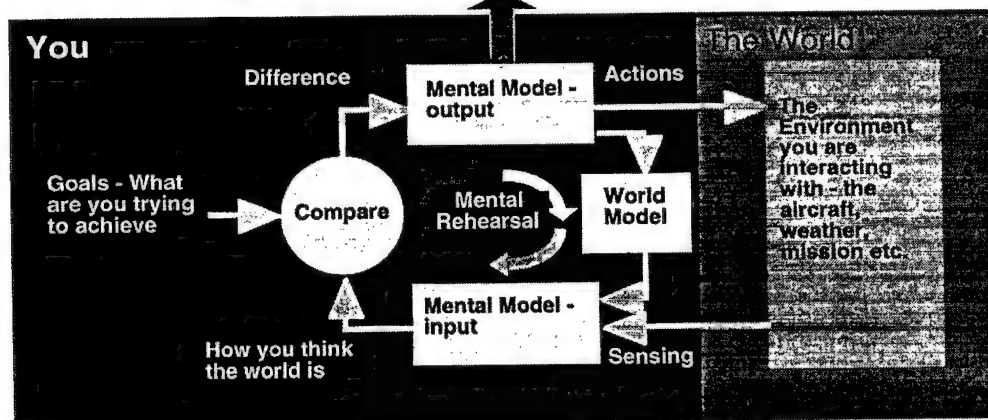 You
The World
Difference
Mental Model -
output
Actions
The
Environment
you are
interacting
with - the
aircraft,
weather,
mission etc.
Goals - What
are you trying
to achieve
Compare
Mental
Rehearsal
World
Model
Mental Model -
input
How you think
the world is
Sensing